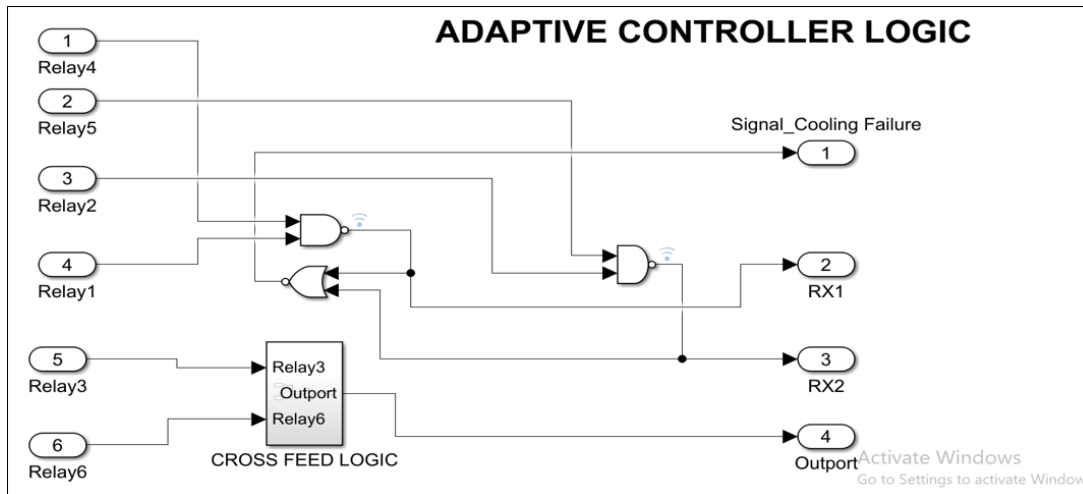 ADAPTIVE CONTROLLER LOGIC
1
Relay4
2
Relay5
Signal_Cooling Failure
1
3
Relay2
4
Relay1
2
RX1
5
Relay3
Relay3
Outport
Relay6
CROSS FEED LOGIC
3
RX2
6
Relay6
4
Outport
Activate Windows
Go to Settings to activate Window